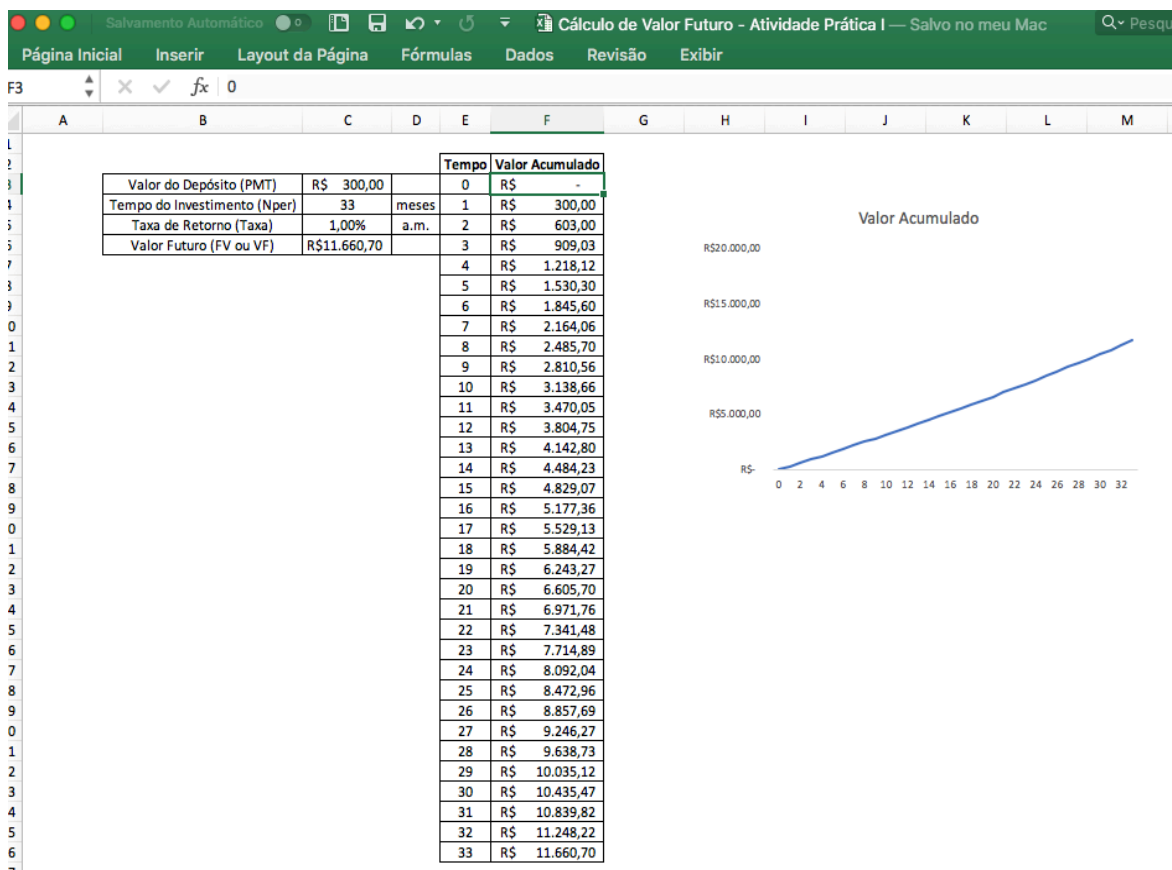 Salvamento Automático Cálculo de Valor Futuro - Atividade Prática I — Salvo no meu Mac
Página Inicial Inserir Layout da Página Fórmulas Dados Revisão Exibir
F3 fx 0
A B C D E F G H I J K L M
Tempo Valor Acumulado
Valor do Depósito (PMT) R$ 300,00 0 R$ -
Tempo do Investimento (Nper) 33 meses 1 R$ 300,00
Taxa de Retorno (Taxa) 1,00% a.m. 2 R$ 603,00
Valor Futuro (FV ou VF) R$11.660,70 3 R$ 909,03
4 R$ 1.218,12
5 R$ 1.530,30
6 R$ 1.845,60
7 R$ 2.164,06
8 R$ 2.485,70
9 R$ 2.810,56
10 R$ 3.138,66
11 R$ 3.470,05
12 R$ 3.804,75
13 R$ 4.142,80
14 R$ 4.484,23
15 R$ 4.829,07
16 R$ 5.177,36
17 R$ 5.529,13
18 R$ 5.884,42
19 R$ 6.243,27
20 R$ 6.605,70
21 R$ 6.971,76
22 R$ 7.341,48
23 R$ 7.714,89
24 R$ 8.092,04
25 R$ 8.472,96
26 R$ 8.857,69
27 R$ 9.246,27
28 R$ 9.638,73
29 R$ 10.035,12
30 R$ 10.435,47
31 R$ 10.839,82
32 R$ 11.248,22
33 R$ 11.660,70
Valor Acumulado
R$20.000,00
R$15.000,00
R$10.000,00
R$5.000,00
R$-
0 2 4 6 8 10 12 14 16 18 20 22 24 26 28 30 32